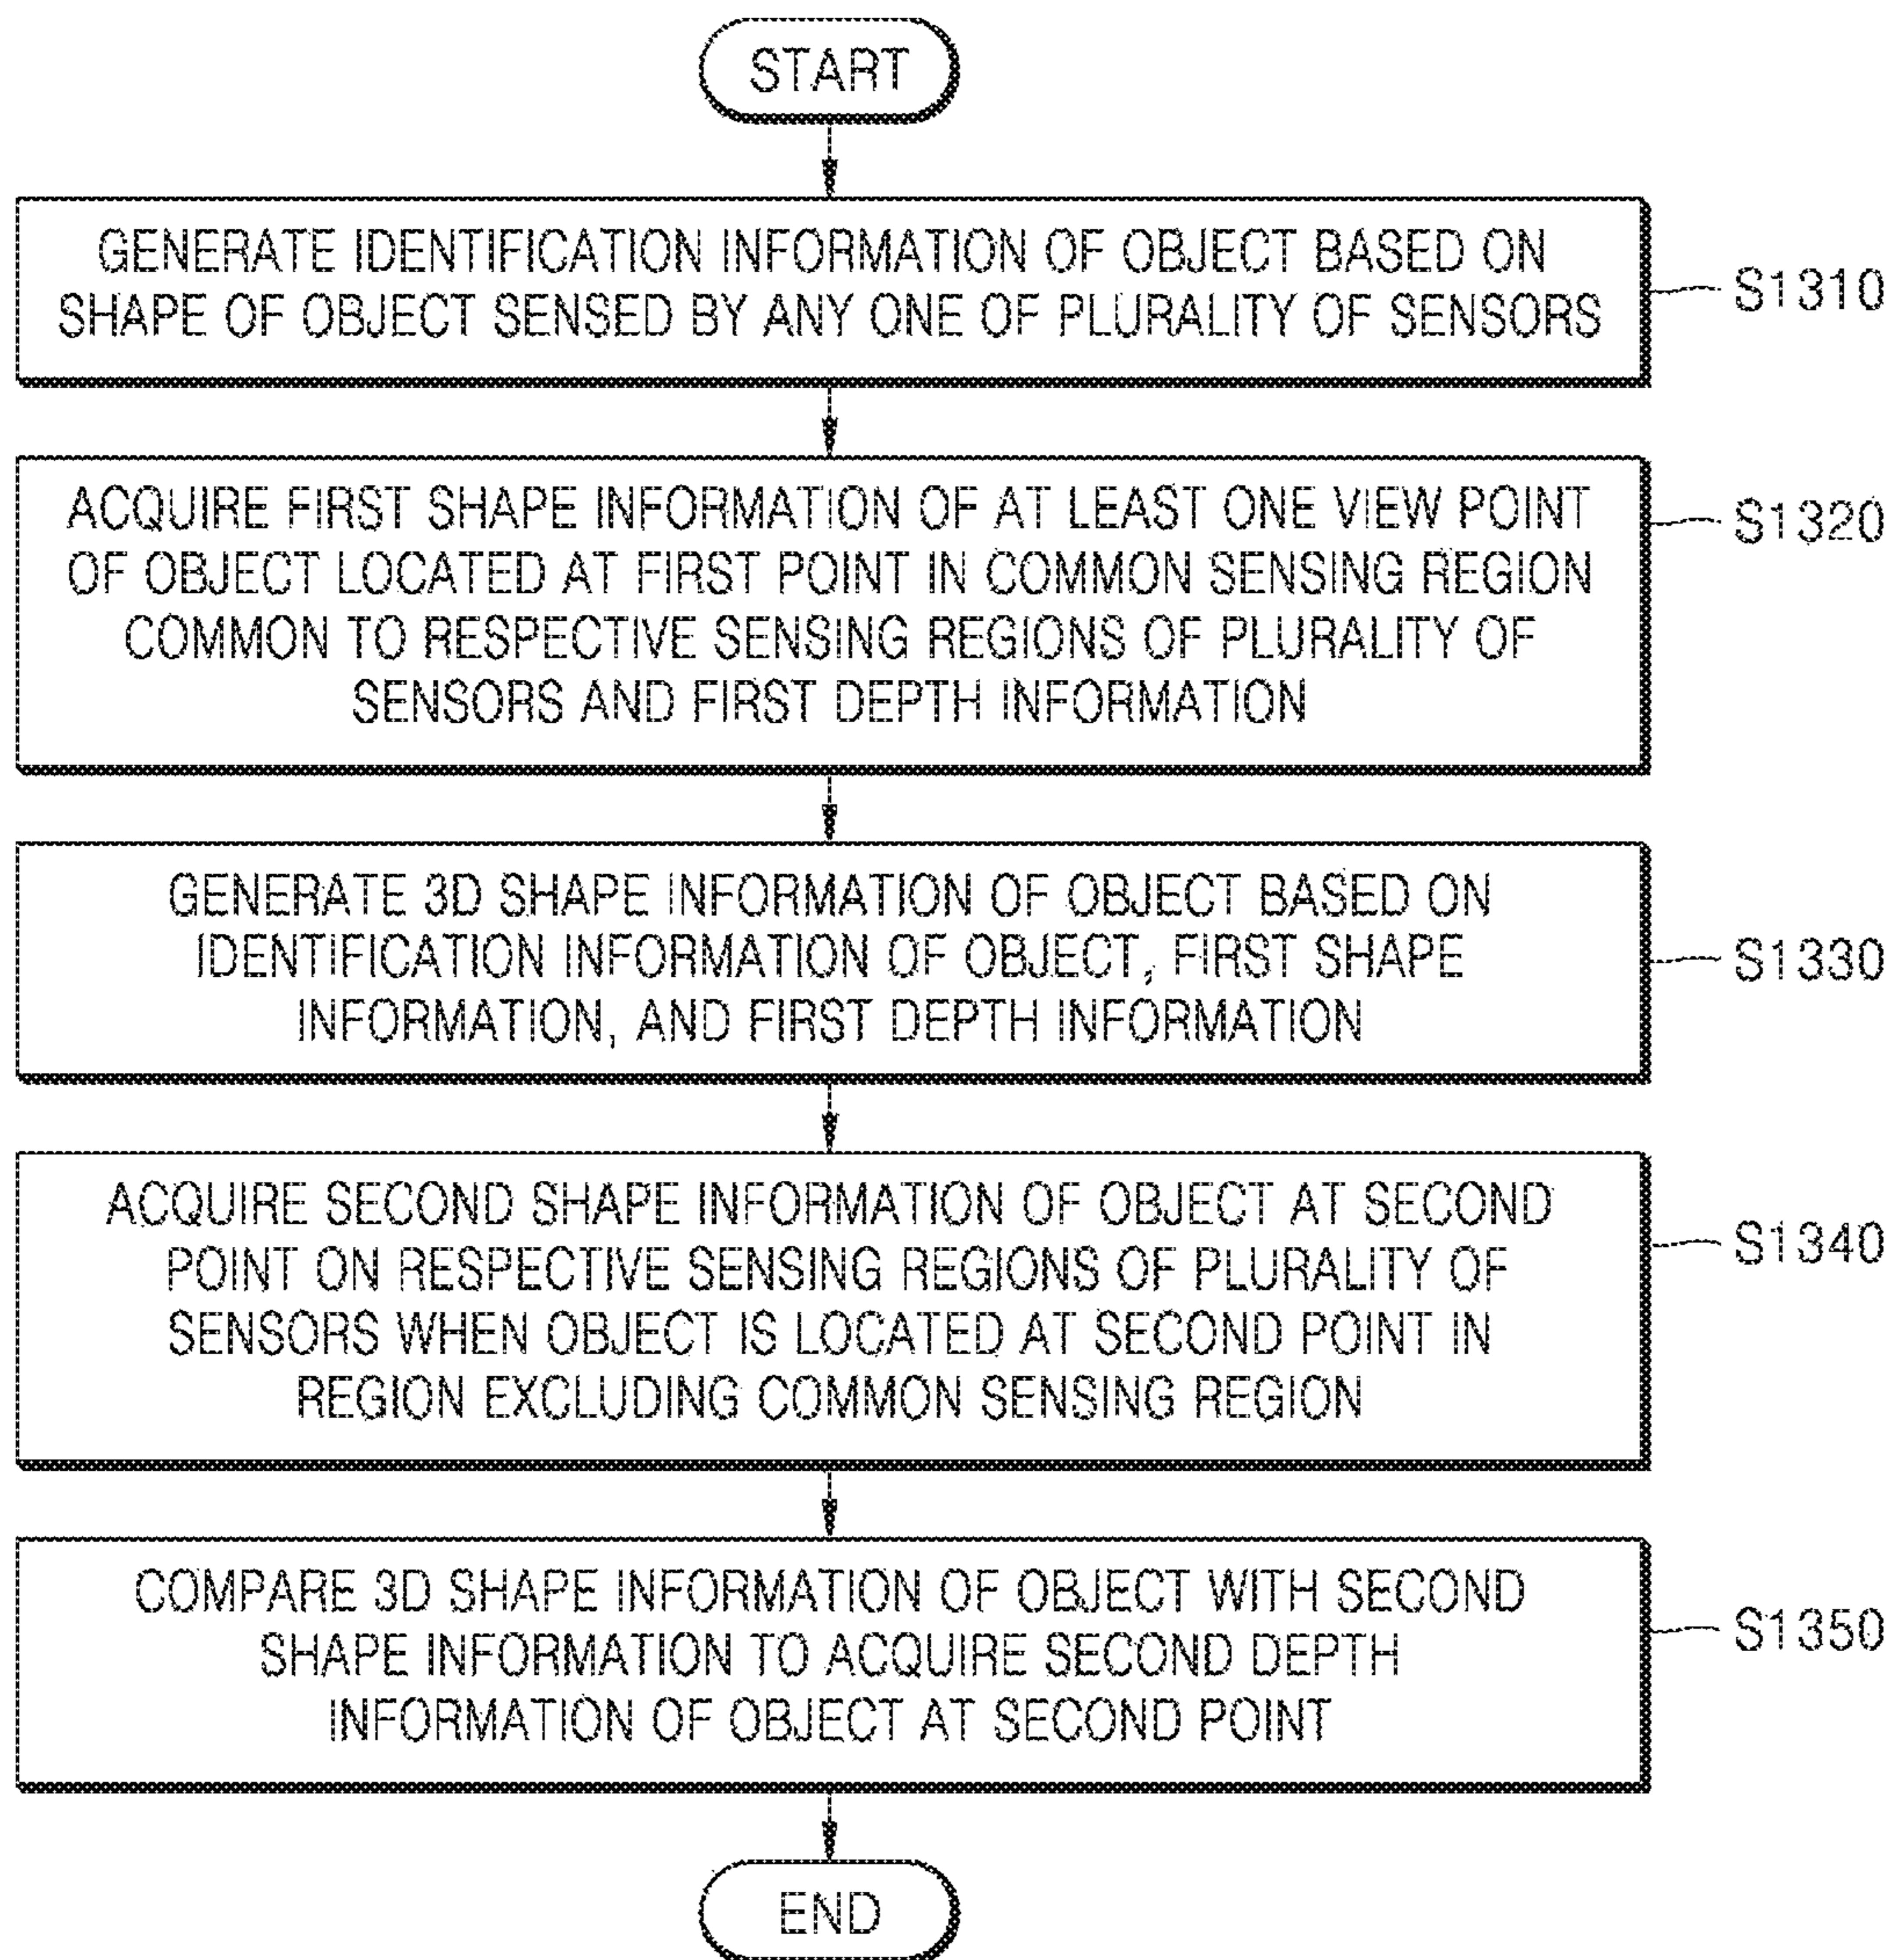 START
GENERATE IDENTIFICATION INFORMATION OF OBJECT BASED ON
SHAPE OF OBJECT SENSED BY ANY ONE OF PLURALITY OF SENSORS
S1310
ACQUIRE FIRST SHAPE INFORMATION OF AT LEAST ONE VIEW POINT
OF OBJECT LOCATED AT FIRST POINT IN COMMON SENSING REGION
COMMON TO RESPECTIVE SENSING REGIONS OF PLURALITY OF
SENSORS AND FIRST DEPTH INFORMATION
S1320
GENERATE 3D SHAPE INFORMATION OF OBJECT BASED ON
IDENTIFICATION INFORMATION OF OBJECT, FIRST SHAPE
INFORMATION, AND FIRST DEPTH INFORMATION
S1330
ACQUIRE SECOND SHAPE INFORMATION OF OBJECT AT SECOND
POINT ON RESPECTIVE SENSING REGIONS OF PLURALITY OF
SENSORS WHEN OBJECT IS LOCATED AT SECOND POINT IN
REGION EXCLUDING COMMON SENSING REGION
S1340
COMPARE 3D SHAPE INFORMATION OF OBJECT WITH SECOND
SHAPE INFORMATION TO ACQUIRE SECOND DEPTH
INFORMATION OF OBJECT AT SECOND POINT
S1350
END